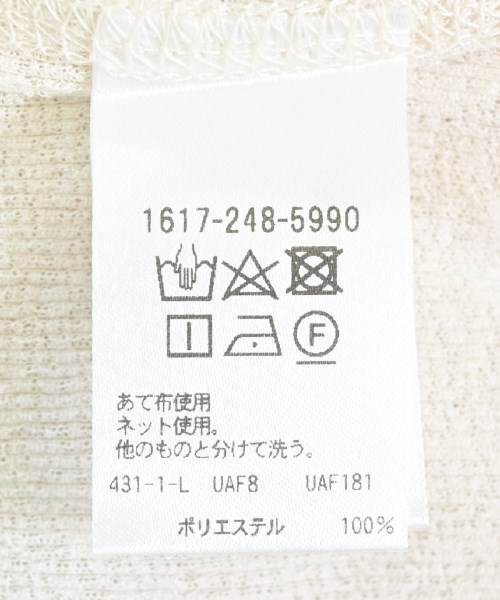 1617-248-5990
F
あて布使用
ネット使用。
他のものと分けて洗う。
431-1-L UAF8 UAF181
ポリエステル 100%